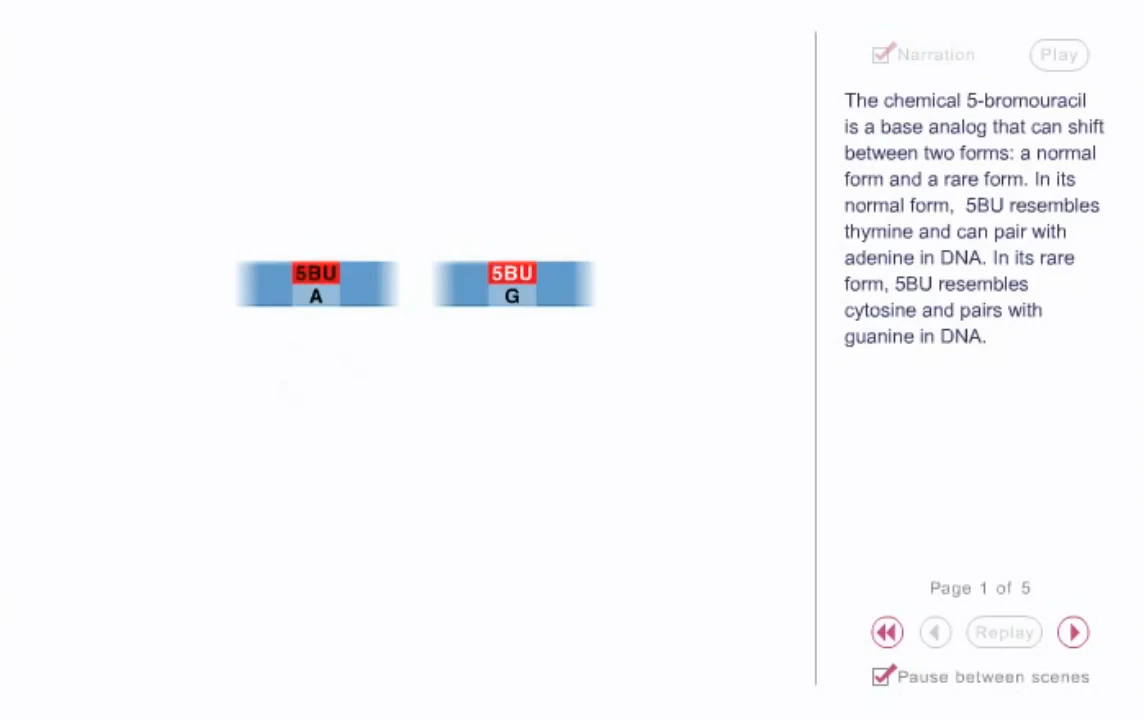 5BU
A
5BU
G
Narration
Play
The chemical 5-bromouracil
is a base analog that can shift
between two forms: a normal
form and a rare form. In its
normal form, 5BU resembles
thymine and can pair with
adenine in DNA. In its rare
form, 5BU resembles
cytosine and pairs with
guanine in DNA.
Page 1 of 5
Replay
Pause between scenes